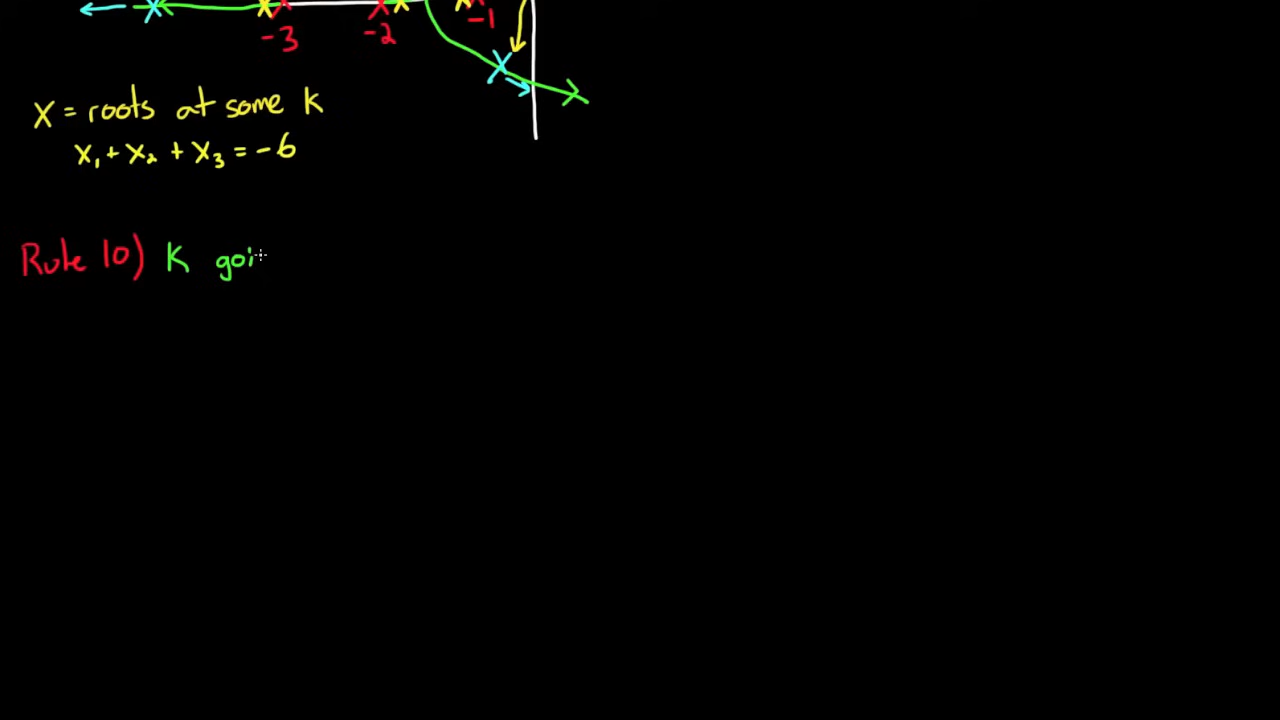 -3 -2 -1
X = roots at some k
x₁ + x₂ + x₃ = -6
Rule 10) K goi